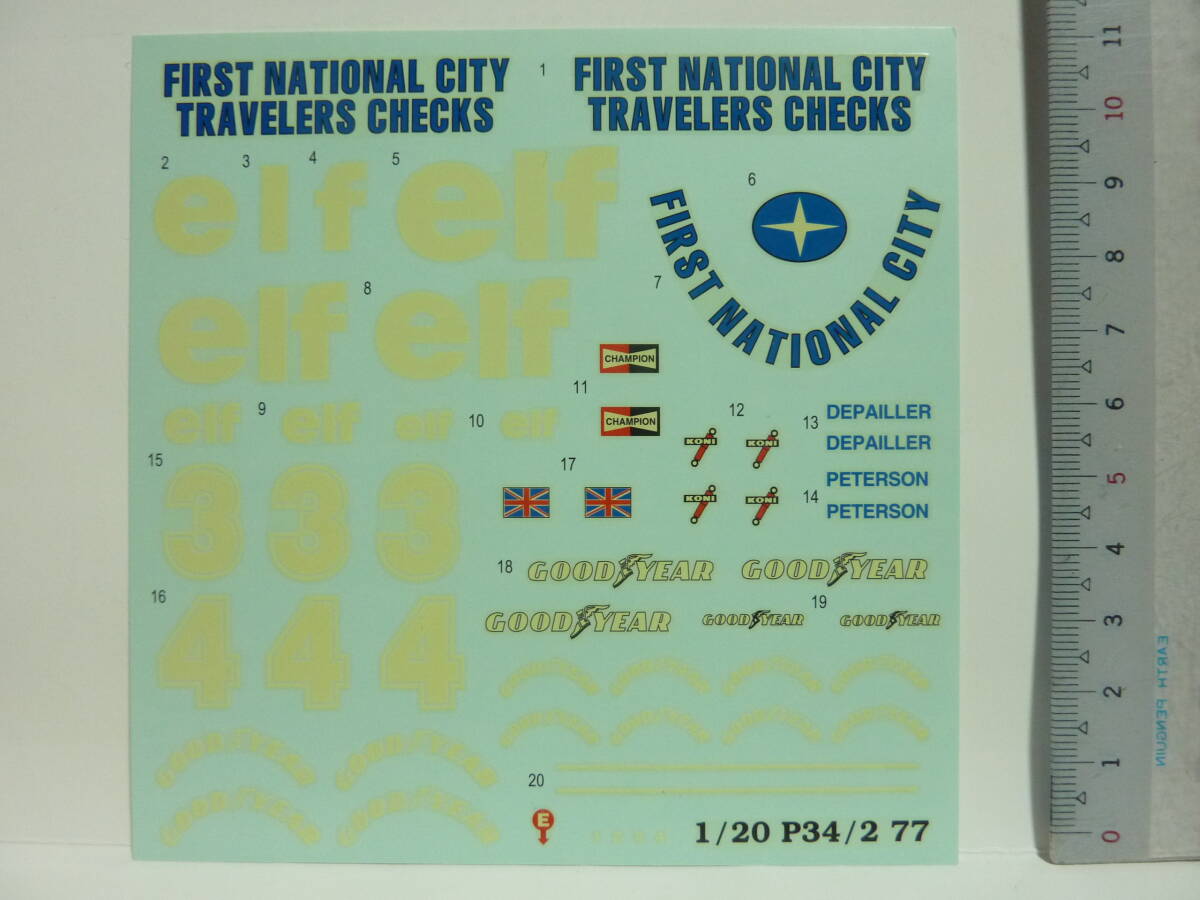 FIRST NATIONAL CITY
TRAVELERS CHECKS
1
FIRST NATIONAL CITY
TRAVELERS CHECKS
2
e
3
l
4
f
5
elf
6
7
FIRST NATIONAL CITY
elf
8
elf
CHAMPION
11
CHAMPION
elf
9
elf
elf
10
elf
12
KONI
KONI
13
DEPAILLER
DEPAILLER
15
3
3
3
17
KONI
KONI
14
PETERSON
PETERSON
18
GOODYEAR
GOODYEAR
16
4
4
4
GOODYEAR
GOODYEAR
19
GOODYEAR
GOODYEAR
GOODYEAR
GOODYEAR
GOODYEAR
GOODYEAR
GOODYEAR
GOODYEAR
GOODYEAR
GOODYEAR
GOODYEAR
GOODYEAR
GOODYEAR
20
E
1/20 P34/2 77
11
10
9
8
7
6
5
4
3
2
1
0
EARTH PENGUIN